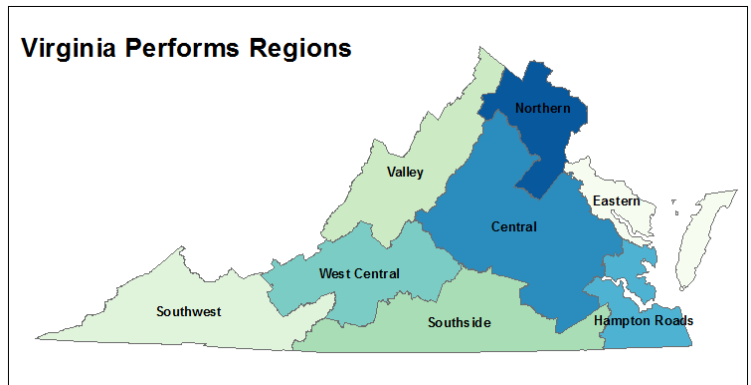 Virginia Performs Regions
Northern
Valley
Eastern
Central
West Central
Southwest
Southside
Hampton Roads